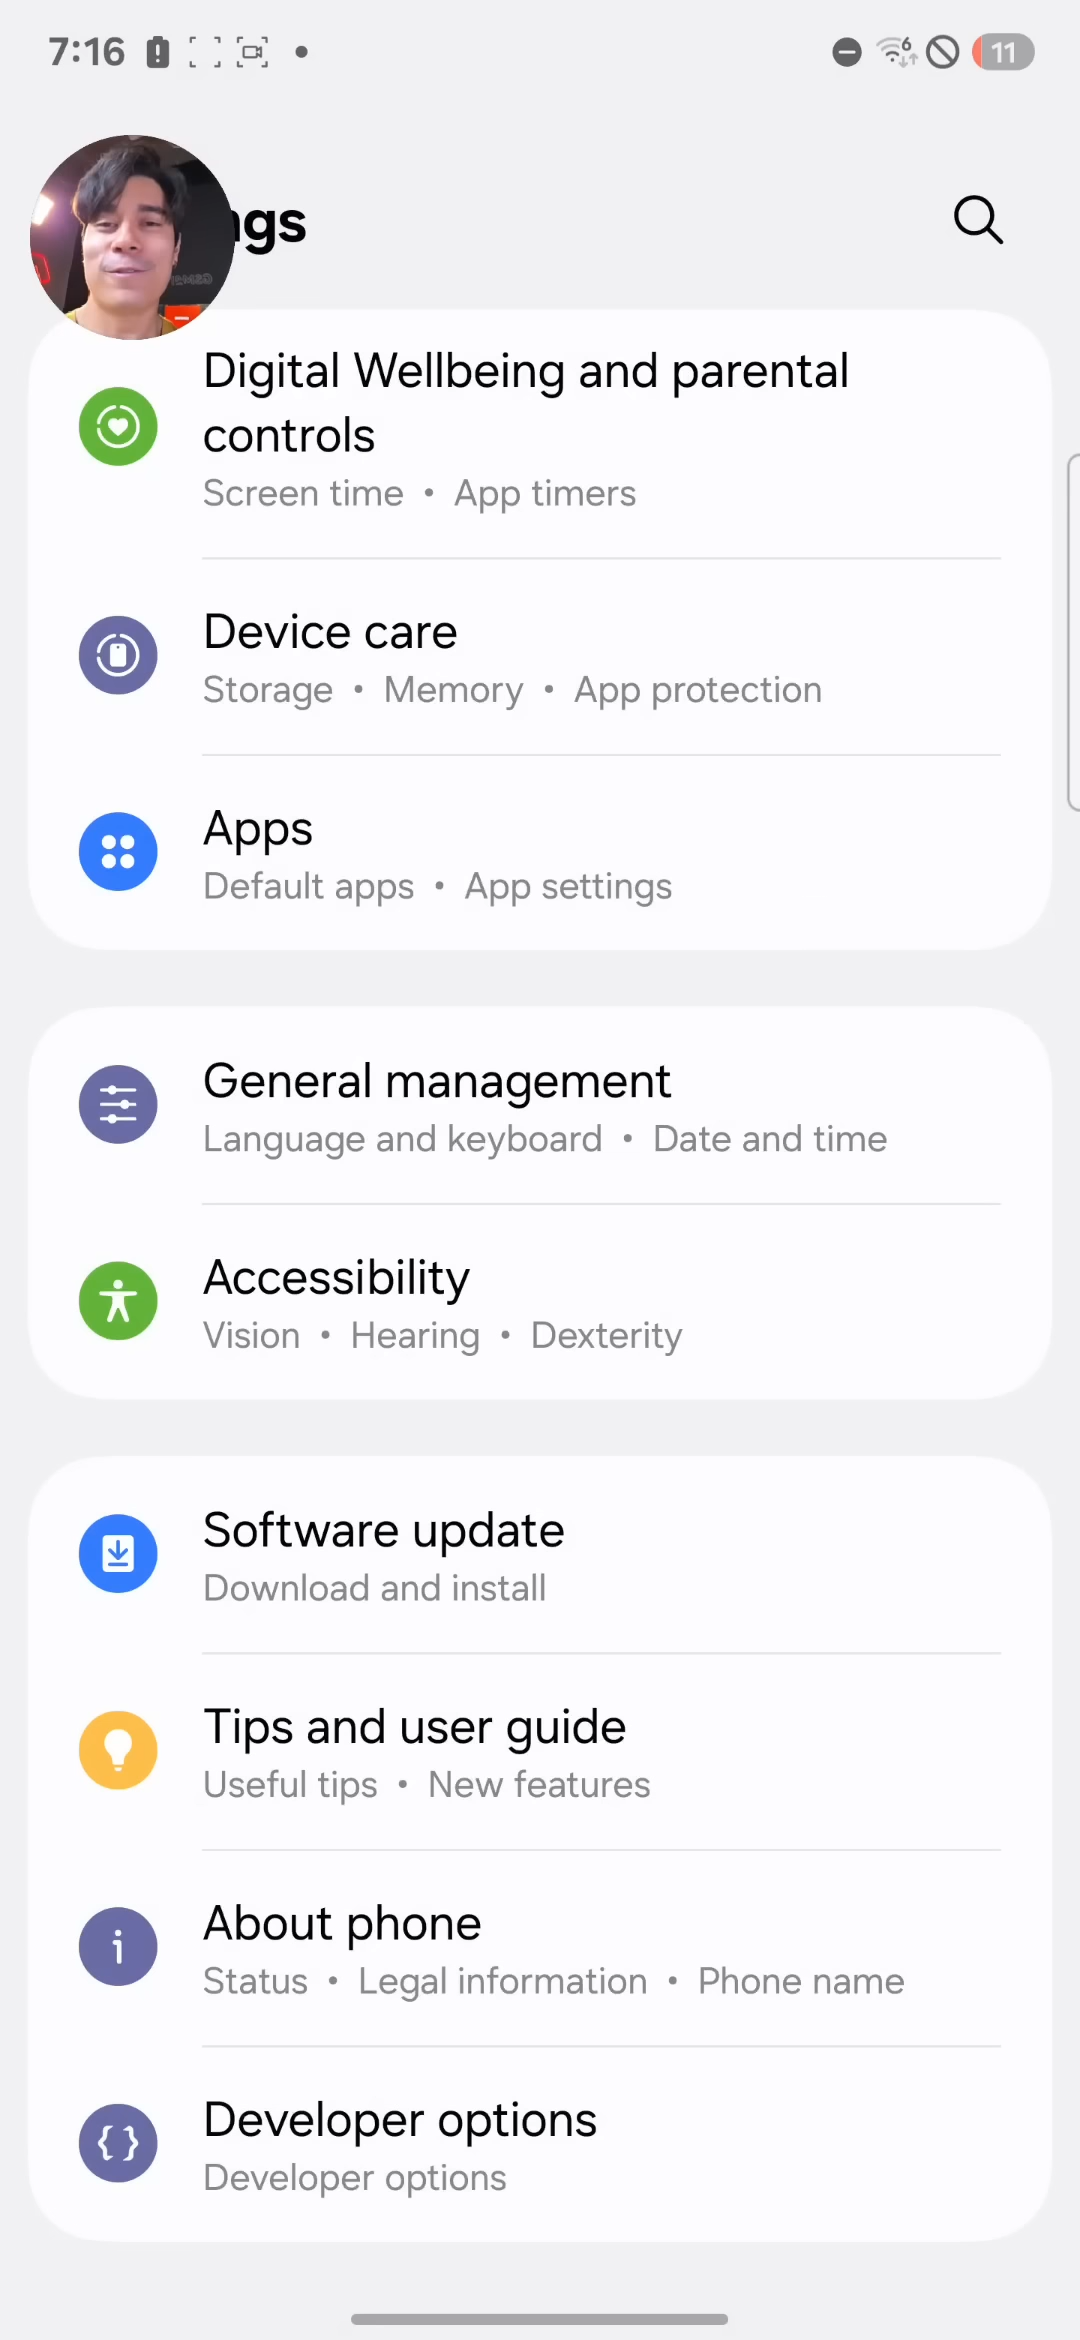 7:16
6
11
ngs
Digital Wellbeing and parental
controls
Screen time • App timers
Device care
Storage • Memory • App protection
Apps
Default apps • App settings
General management
Language and keyboard • Date and time
Accessibility
Vision • Hearing • Dexterity
Software update
Download and install
Tips and user guide
Useful tips • New features
About phone
Status • Legal information • Phone name
Developer options
Developer options